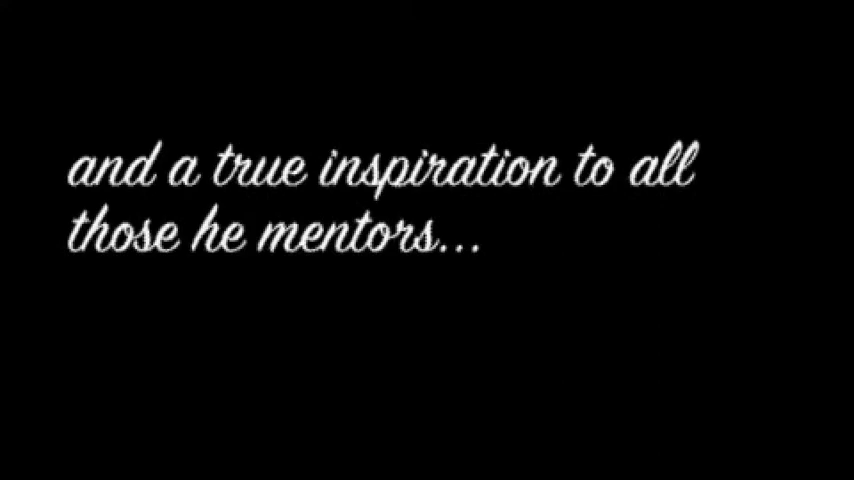 and a true inspiration to all
those he mentors...